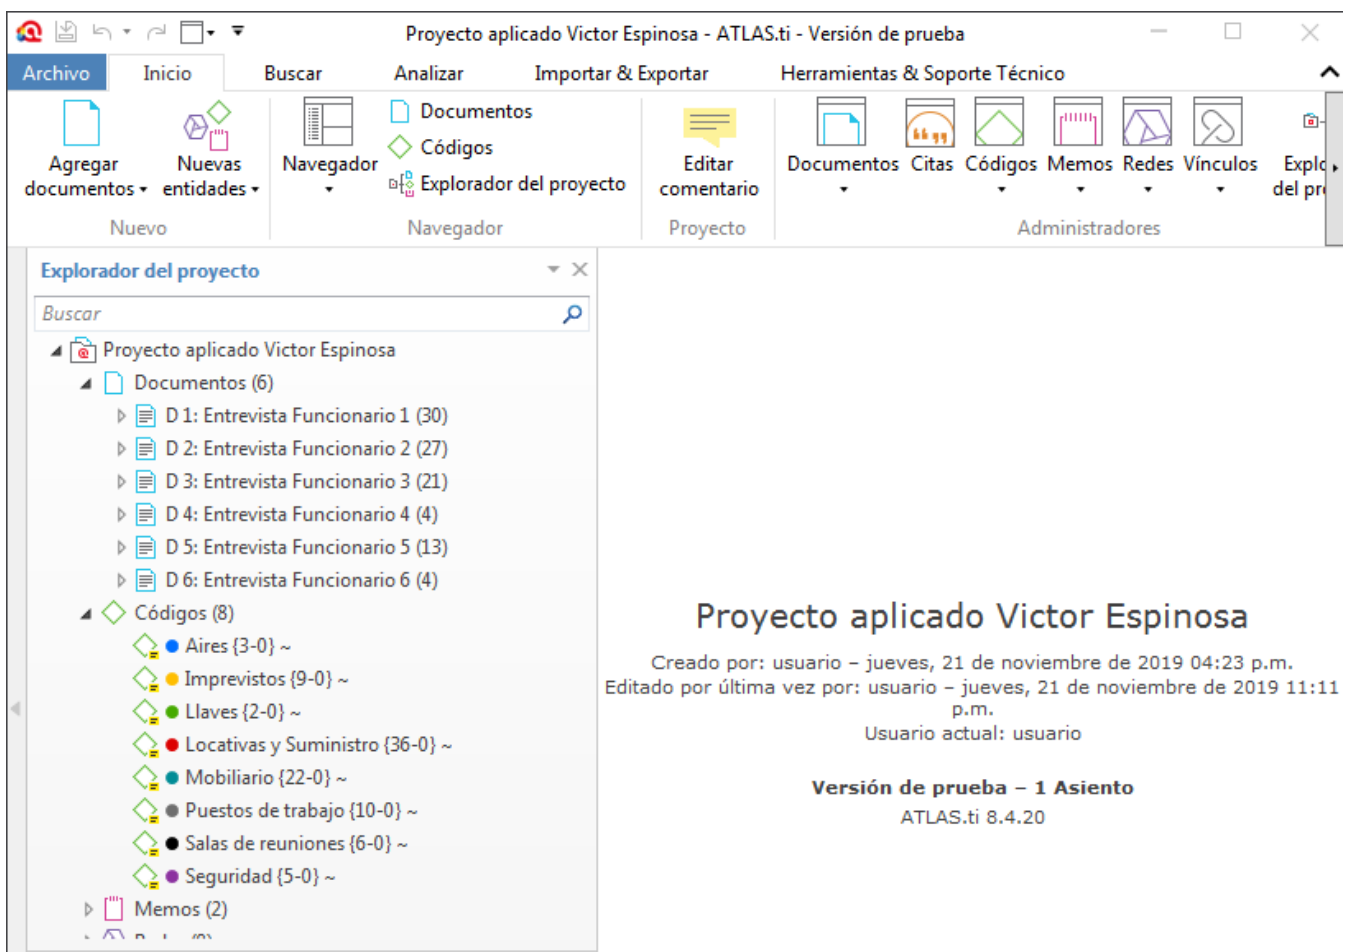 Proyecto aplicado Victor Espinosa - ATLAS.ti - Versión de prueba
Archivo Inicio Buscar Analizar Importar & Exportar Herramientas & Soporte Técnico
Agregar documentos
Nuevas entidades
Nuevo
Navegador
Documentos
Códigos
Explorador del proyecto
Navegador
Editar comentario
Proyecto
Documentos Citas Códigos Memos Redes Vínculos
Administradores
Explorador del proyecto
Buscar
Proyecto aplicado Victor Espinosa
Documentos (6)
D 1: Entrevista Funcionario 1 (30)
D 2: Entrevista Funcionario 2 (27)
D 3: Entrevista Funcionario 3 (21)
D 4: Entrevista Funcionario 4 (4)
D 5: Entrevista Funcionario 5 (13)
D 6: Entrevista Funcionario 6 (4)
Códigos (8)
Aires {3-0} ~
Imprevistos {9-0} ~
Llaves {2-0} ~
Locativas y Suministro {36-0} ~
Mobiliario {22-0} ~
Puestos de trabajo {10-0} ~
Salas de reuniones {6-0} ~
Seguridad {5-0} ~
Memos (2)
Proyecto aplicado Victor Espinosa
Creado por: usuario – jueves, 21 de noviembre de 2019 04:23 p.m.
Editado por última vez por: usuario – jueves, 21 de noviembre de 2019 11:11
p.m.
Usuario actual: usuario
Versión de prueba – 1 Asiento
ATLAS.ti 8.4.20